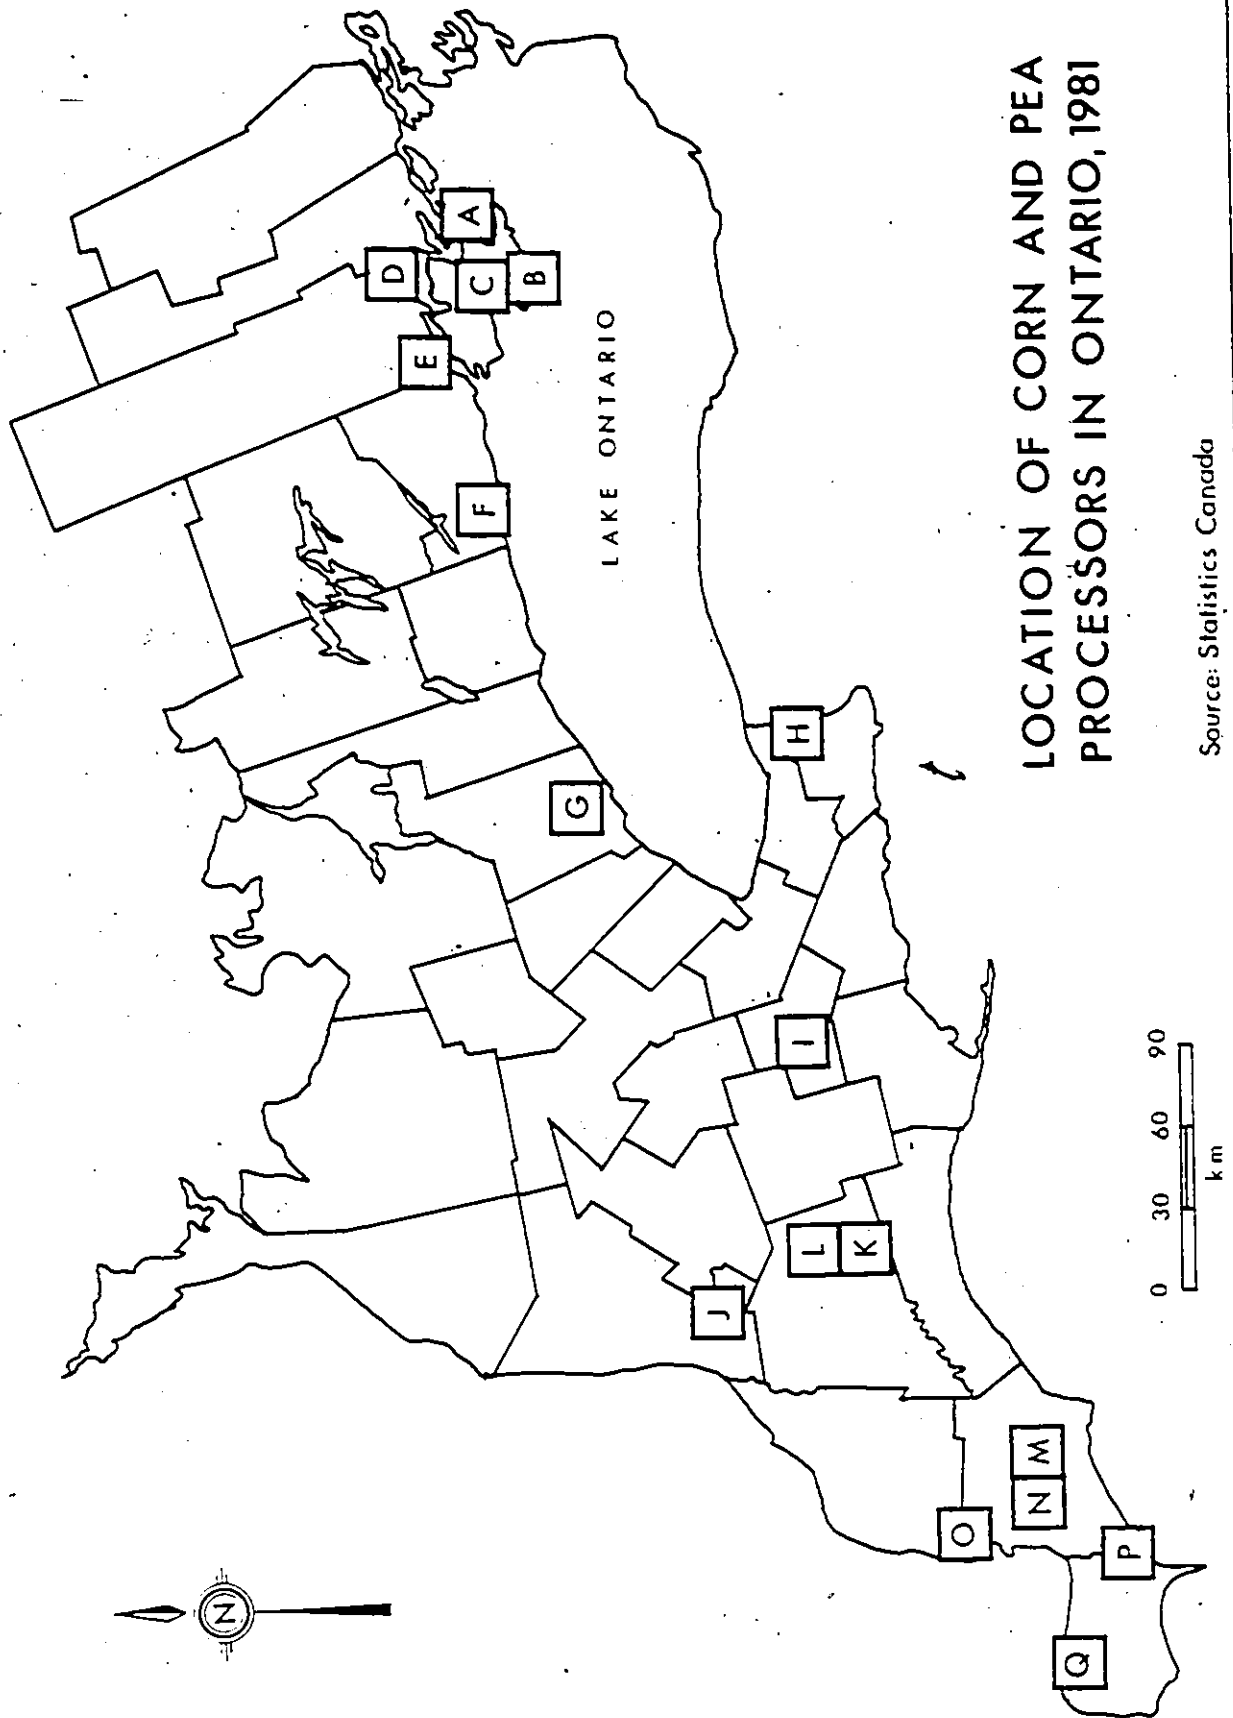 N
A
B
C
D
E
F
G
H
I
J
K
L
M
N
O
P
Q
LAKE ONTARIO
0 30 60 90
km
LOCATION OF CORN AND PEA
PROCESSORS IN ONTARIO, 1981
Source: Statistics Canada